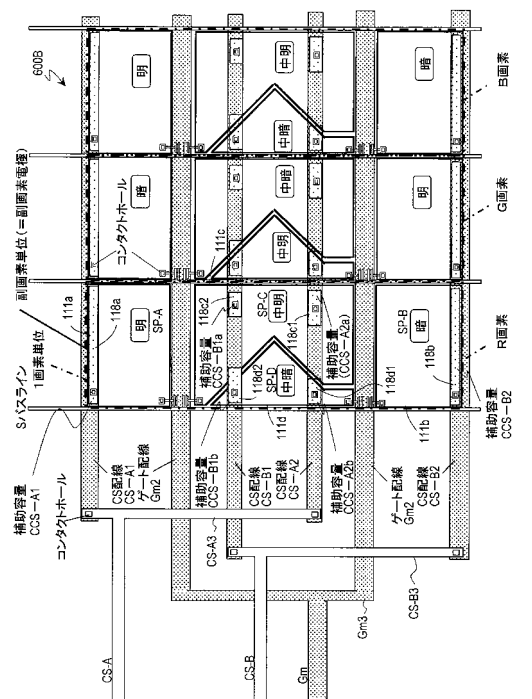 600B
明
中明
中暗
暗
B画素
暗
中明
中暗
明
G画素
コンタクトホール
111c
副画素単位(=副画素電極)
111a
118a
明
SP-A
118c2
SP-C
中明
118c1
SP-B
暗
118b
R画素
1画素単位
補助容量
CCS-B1a
補助容量
(CCS-A2a)
SP-D
中暗
118d2
118d1
Sバスライン
111d
111b
補助容量
CCS-B2
補助容量
CCS-A1
コンタクトホール
CS配線
CS-A1
ゲート配線
Gm2
補助容量
CCS-B1b
CS配線
CS-B1
CS配線
CS-A2
補助容量
CCS-A2b
ゲート配線
Gm2
CS配線
CS-B2
CS-A3
CS-B3
Gm3
CS-A
CS-B
Gm